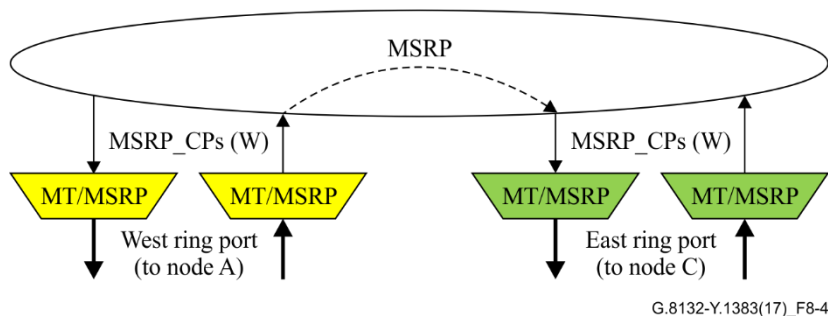 MSRP
MSRP_CPs (W)
MSRP_CPs (W)
MT/MSRP
MT/MSRP
MT/MSRP
MT/MSRP
West ring port
(to node A)
East ring port
(to node C)
G.8132-Y.1383(17)_F8-4